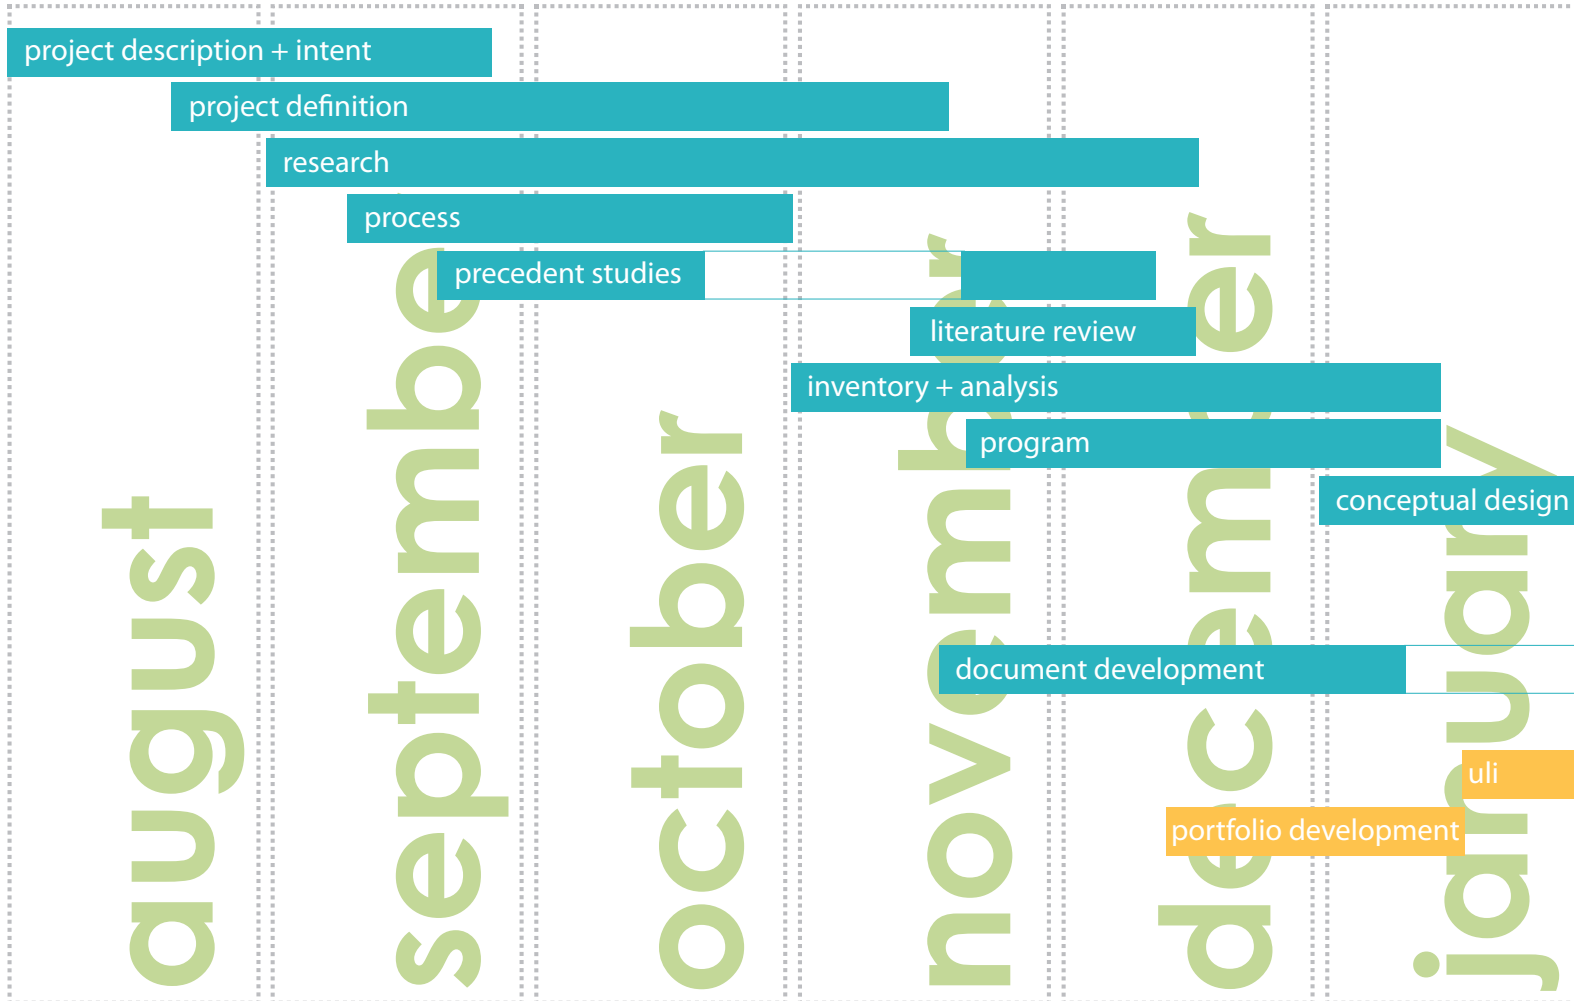 project description + intent
project definition
research
process
precedent studies
literature review
inventory + analysis
program
conceptual design
document development
uli
portfolio development
august
september
october
november
december
january